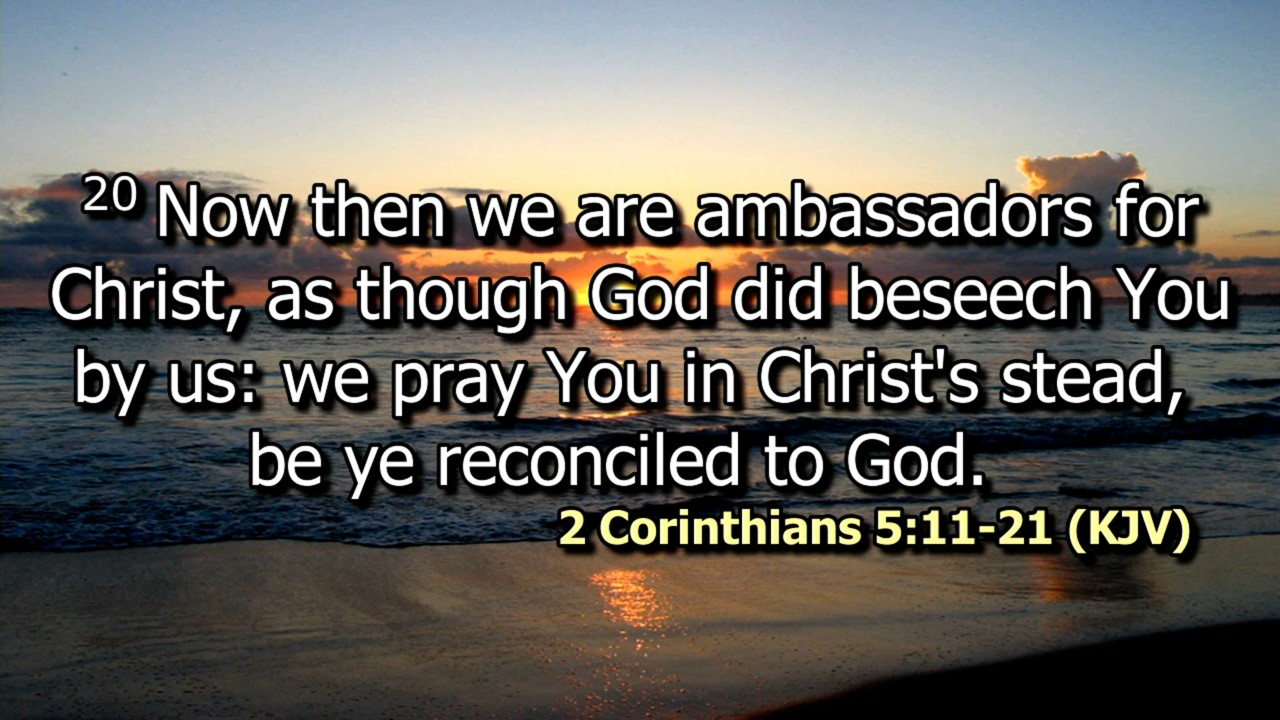 20 Now then we are ambassadors for
Christ, as though God did beseech You
by us: we pray You in Christ's stead,
be ye reconciled to God.
2 Corinthians 5:11-21 (KJV)